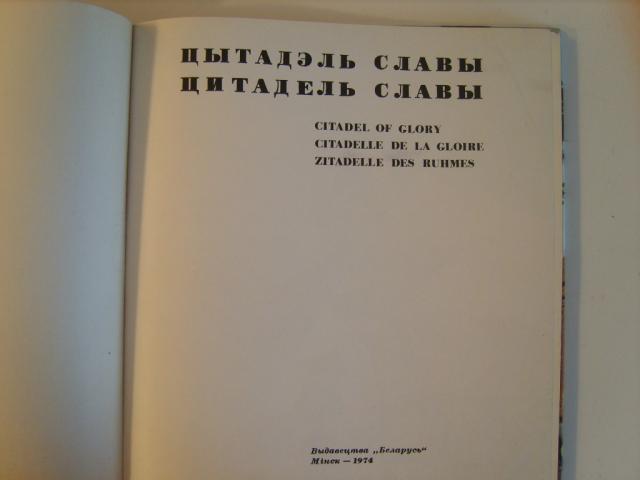 ЦЫТАДЭЛЬ СЛАВЫ
ЦИТАДЕЛЬ СЛАВЫ
CITADEL OF GLORY
CITADELLE DE LA GLOIRE
ZITADELLE DES RUHMES
Выдавецтва „Беларусь“
Мінск — 1974